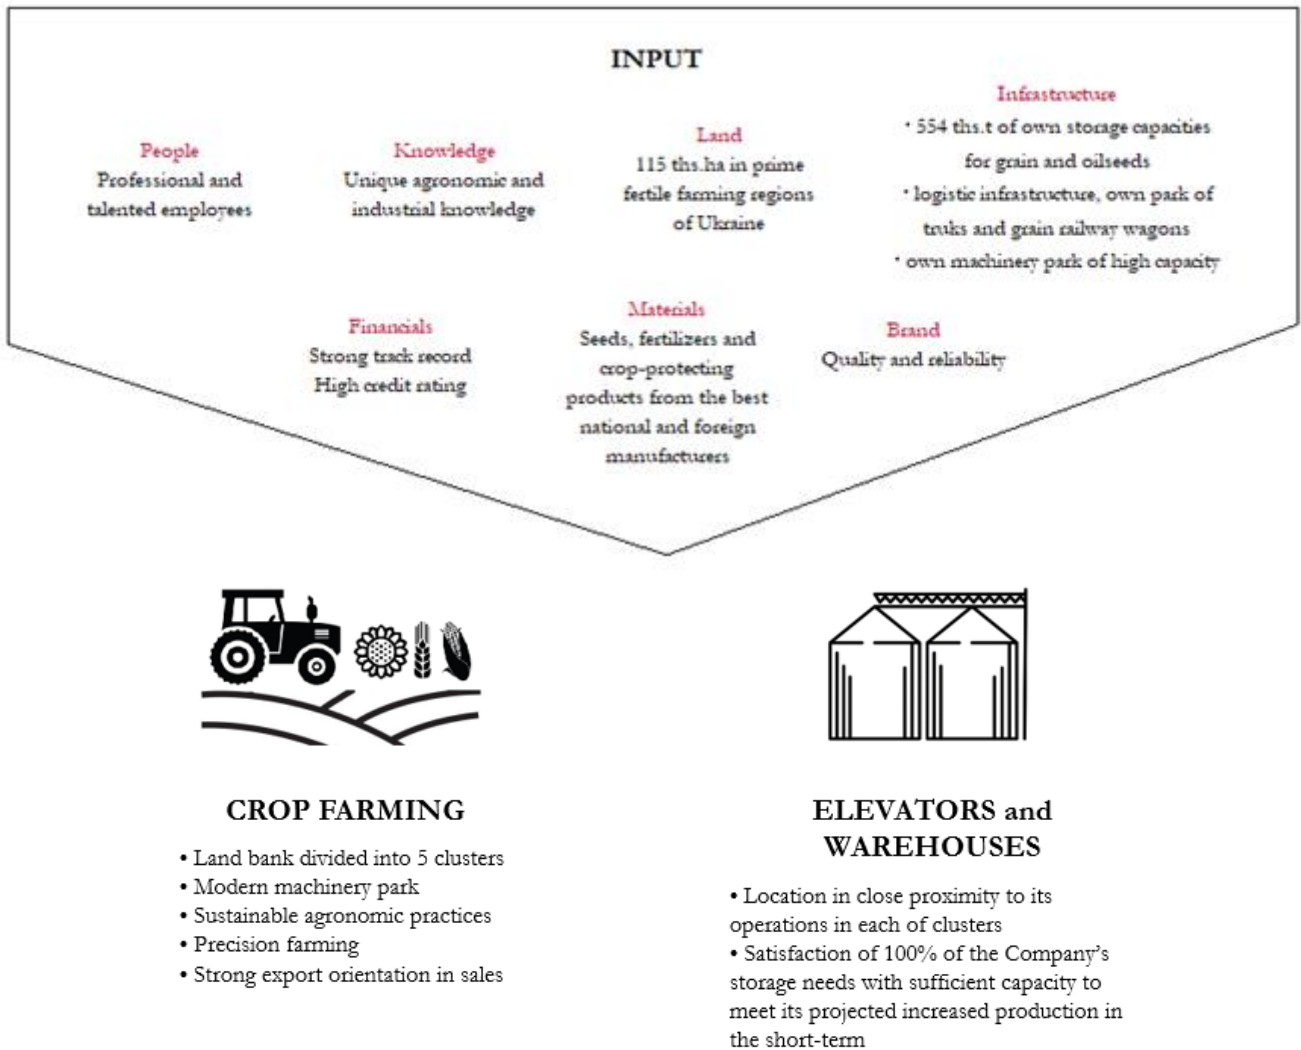 INPUT
People
Professional and
talented employees
Knowledge
Unique agronomic and
industrial knowledge
Land
115 ths.ha in prime
fertile farming regions
of Ukraine
Infrastructure
• 554 ths.t of own storage capacities
for grain and oilseeds
• logistic infrastructure, own park of
truks and grain railway wagons
• own machinery park of high capacity
Financials
Strong track record
High credit rating
Materials
Seeds, fertilizers and
crop-protecting
products from the best
national and foreign
manufacturers
Brand
Quality and reliability
CROP FARMING
• Land bank divided into 5 clusters
• Modern machinery park
• Sustainable agronomic practices
• Precision farming
• Strong export orientation in sales
ELEVATORS and
WAREHOUSES
• Location in close proximity to its
operations in each of clusters
• Satisfaction of 100% of the Company's
storage needs with sufficient capacity to
meet its projected increased production in
the short-term